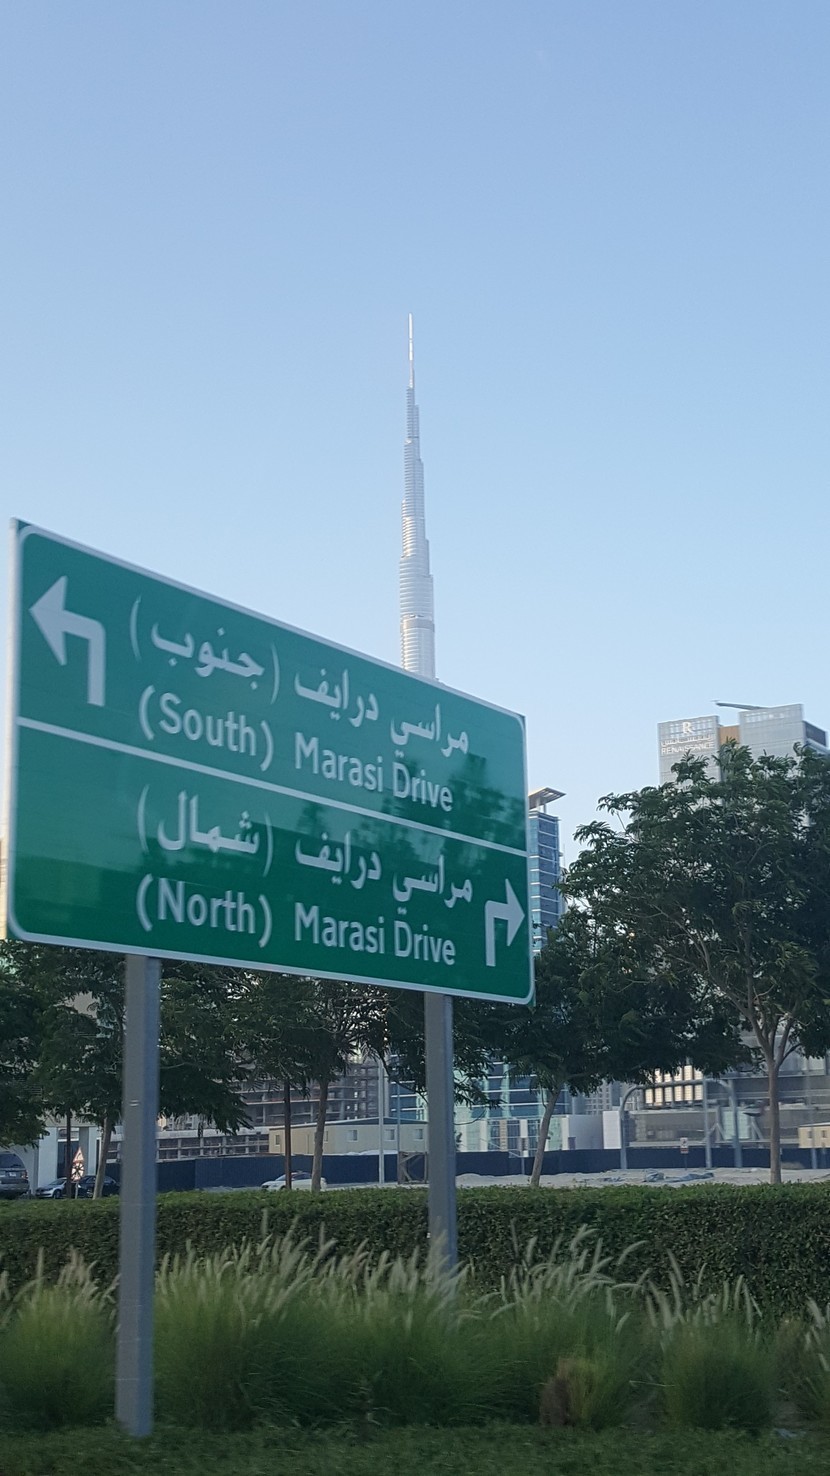 مراسي درايف (جنوب)
(South) Marasi Drive
مراسي درايف (شمال)
(North) Marasi Drive
R
RENAISSANCE